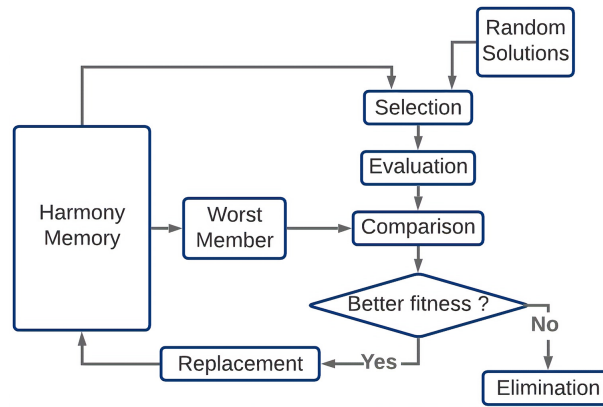 Random
Solutions
Selection
Evaluation
Harmony
Memory
Worst
Member
Comparison
Better fitness ?
No
Yes
Replacement
Elimination